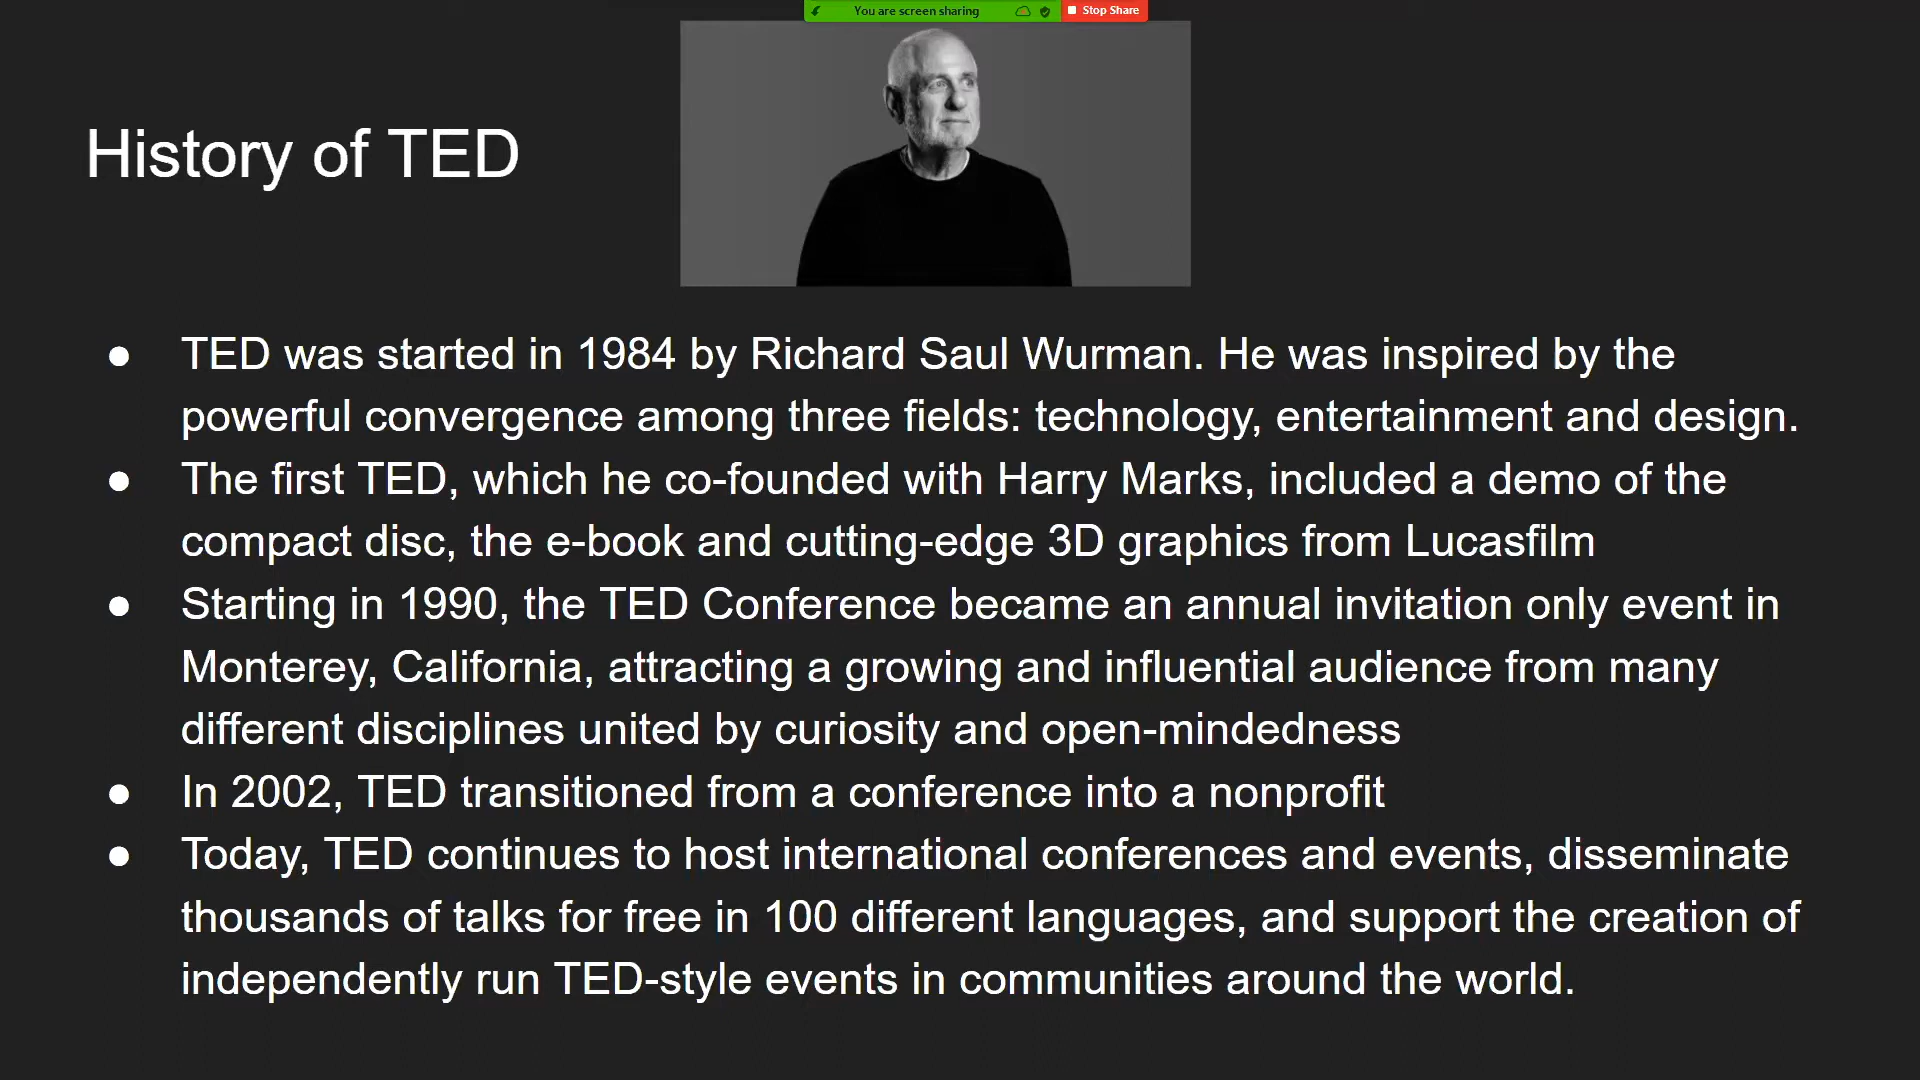 You are screen sharing
Stop Share
History of TED
● TED was started in 1984 by Richard Saul Wurman. He was inspired by the
powerful convergence among three fields: technology, entertainment and design.
● The first TED, which he co-founded with Harry Marks, included a demo of the
compact disc, the e-book and cutting-edge 3D graphics from Lucasfilm
● Starting in 1990, the TED Conference became an annual invitation only event in
Monterey, California, attracting a growing and influential audience from many
different disciplines united by curiosity and open-mindedness
● In 2002, TED transitioned from a conference into a nonprofit
● Today, TED continues to host international conferences and events, disseminate
thousands of talks for free in 100 different languages, and support the creation of
independently run TED-style events in communities around the world.